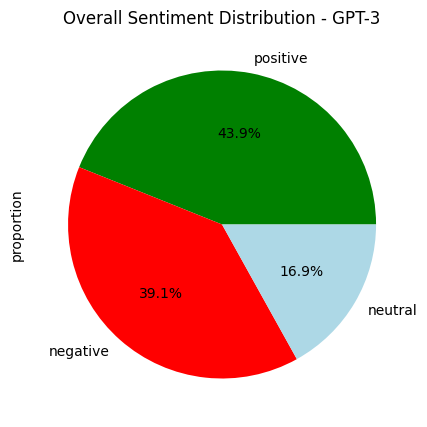 Overall Sentiment Distribution - GPT-3
positive
43.9%
proportion
16.9%
39.1%
neutral
negative